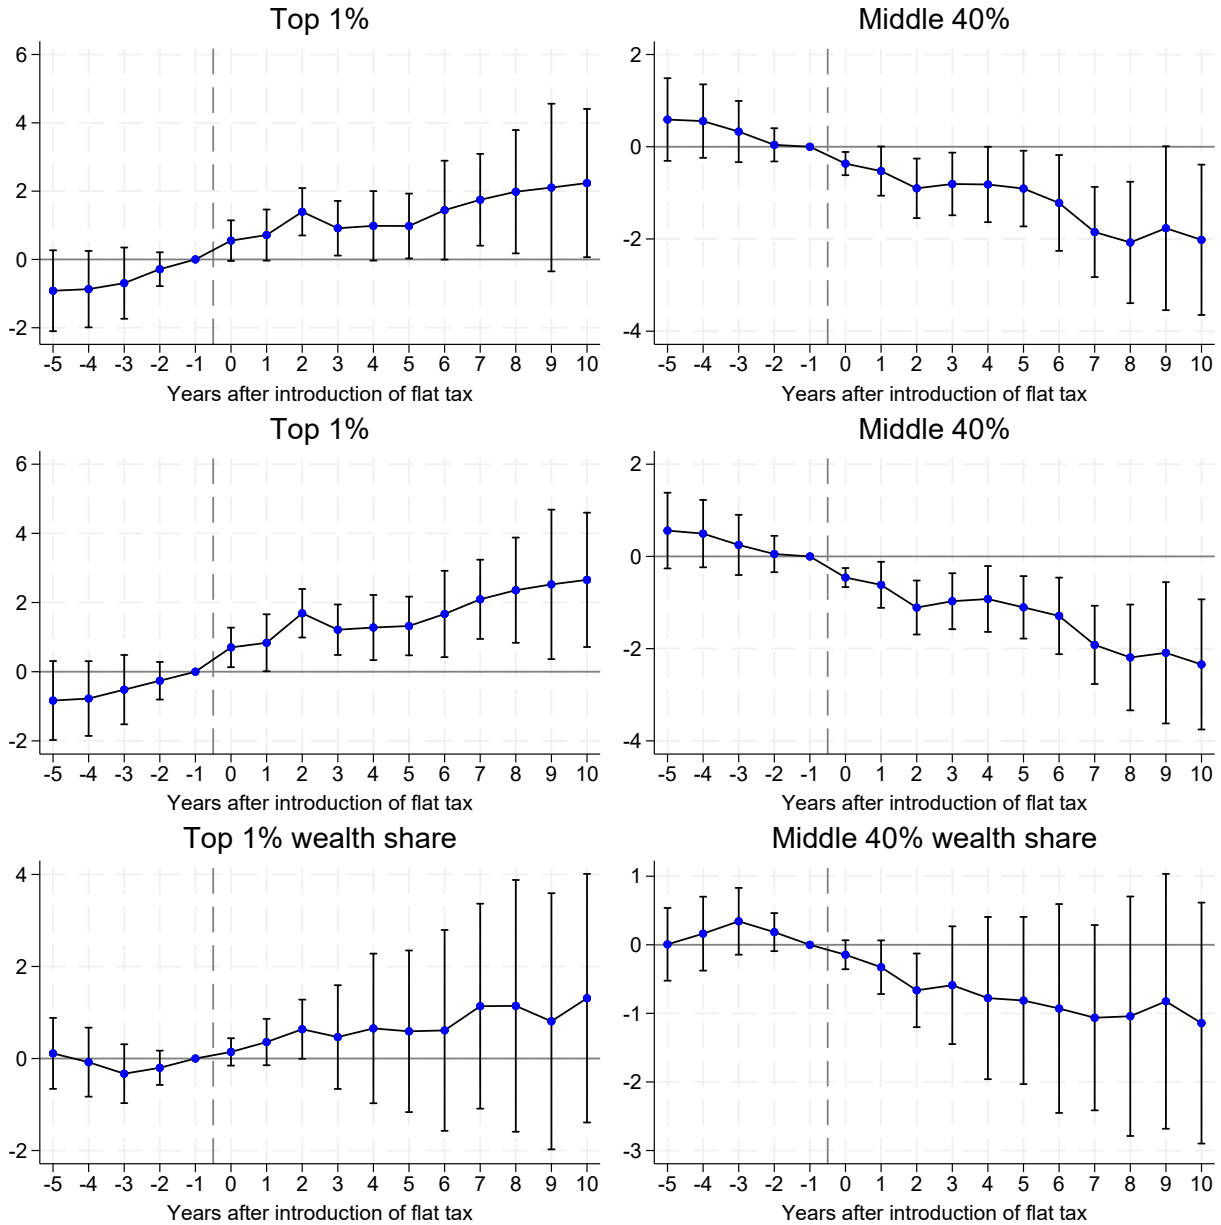 Top 1%
6
4
2
0
-2
-5 -4 -3 -2 -1 0 1 2 3 4 5 6 7 8 9 10
Years after introduction of flat tax
Middle 40%
2
0
-2
-4
-5 -4 -3 -2 -1 0 1 2 3 4 5 6 7 8 9 10
Years after introduction of flat tax
Top 1%
6
4
2
0
-2
-5 -4 -3 -2 -1 0 1 2 3 4 5 6 7 8 9 10
Years after introduction of flat tax
Middle 40%
2
0
-2
-4
-5 -4 -3 -2 -1 0 1 2 3 4 5 6 7 8 9 10
Years after introduction of flat tax
Top 1% wealth share
4
2
0
-2
-5 -4 -3 -2 -1 0 1 2 3 4 5 6 7 8 9 10
Years after introduction of flat tax
Middle 40% wealth share
1
0
-1
-2
-3
-5 -4 -3 -2 -1 0 1 2 3 4 5 6 7 8 9 10
Years after introduction of flat tax